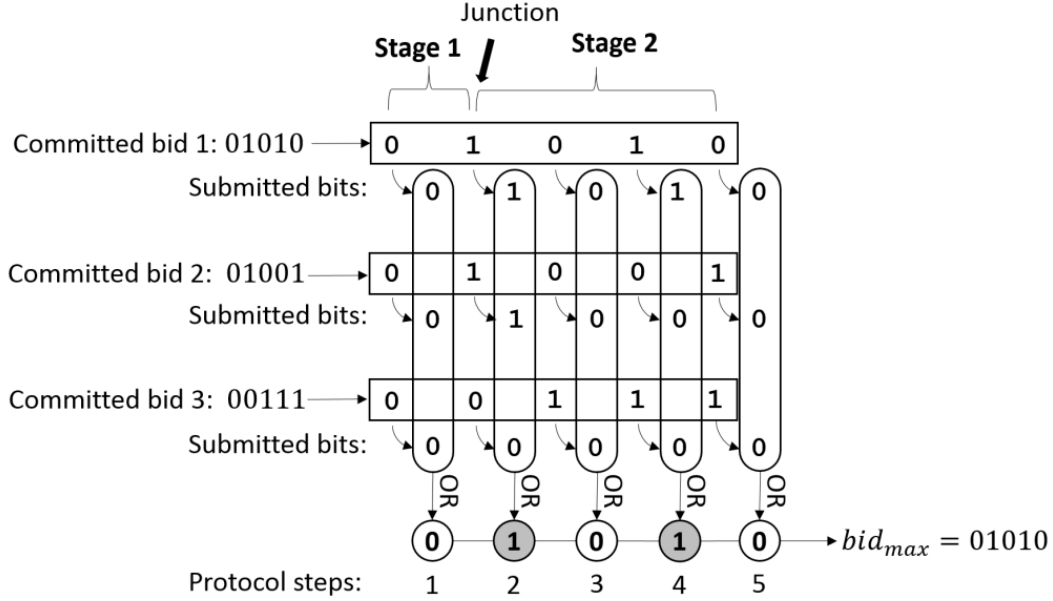 Junction
Stage 1 Stage 2
Committed bid 1: 01010 0 1 0 1 0
Submitted bits: 0 1 0 1 0
Committed bid 2: 01001 0 1 0 0 1
Submitted bits: 0 1 0 0 0
Committed bid 3: 00111 0 0 1 1 1
Submitted bits: 0 0 0 0 0
OR OR OR OR OR
0 1 0 1 0 bid_max = 01010
Protocol steps: 1 2 3 4 5